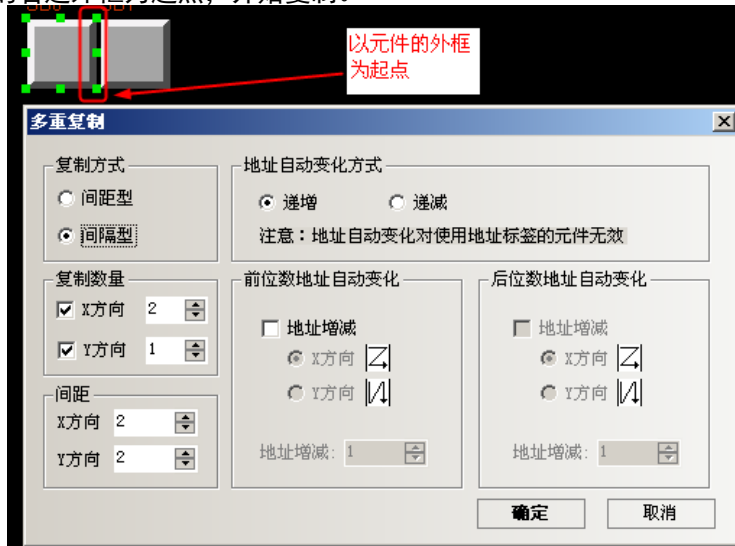 以元件的外框
为起点
多重复制
复制方式
间距型
间隔型
地址自动变化方式
递增 递减
注意：地址自动变化对使用地址标签的元件无效
复制数量
X方向 2
Y方向 1
间距
X方向 2
Y方向 2
前位数地址自动变化
地址增减
X方向
Y方向
地址增减: 1
后位数地址自动变化
地址增减
X方向
Y方向
地址增减: 1
确定 取消